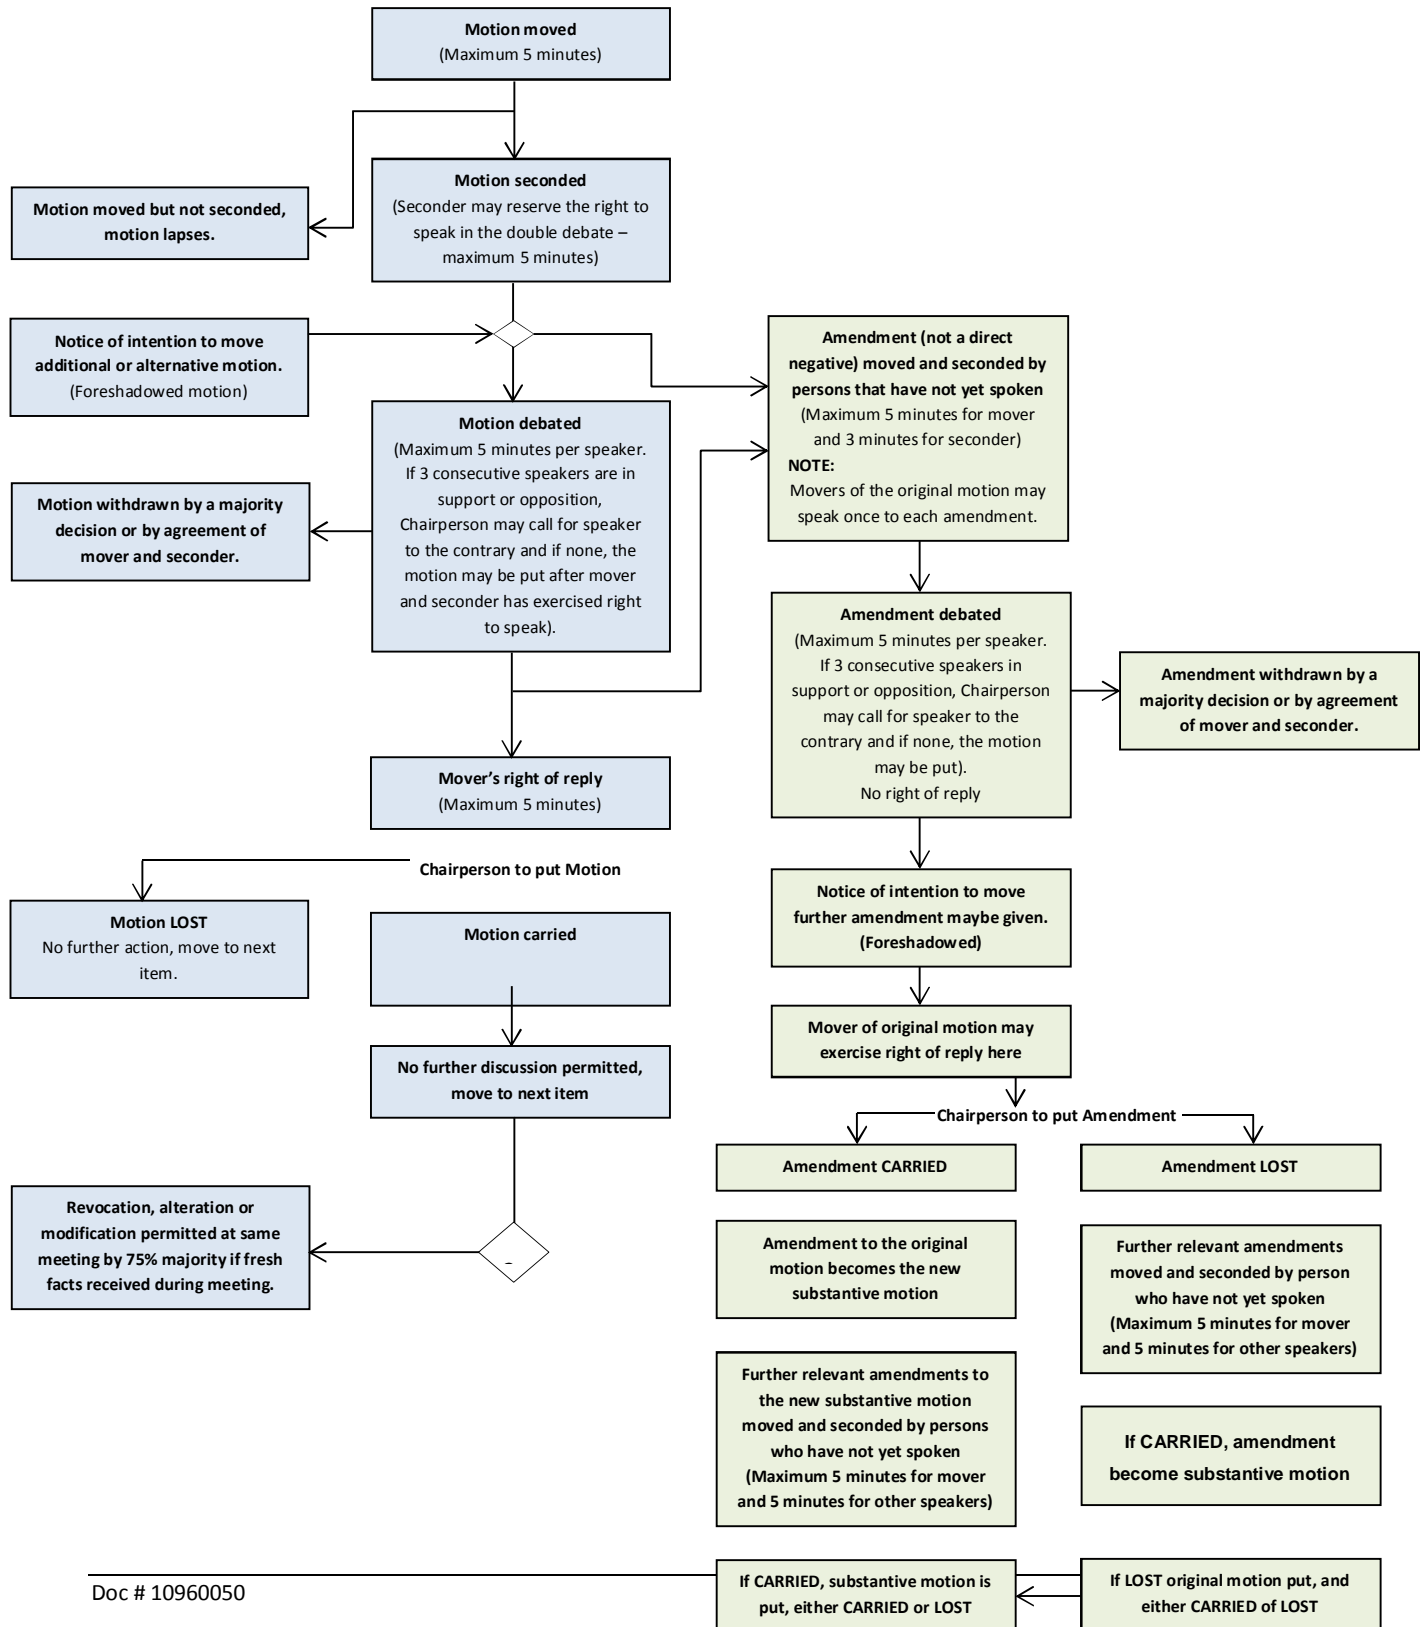 Motion moved
(Maximum 5 minutes)
Motion seconded
(Seconder may reserve the right to
speak in the double debate –
maximum 5 minutes)
Motion moved but not seconded,
motion lapses.
Notice of intention to move
additional or alternative motion.
(Foreshadowed motion)
Motion debated
(Maximum 5 minutes per speaker.
If 3 consecutive speakers are in
support or opposition,
Chairperson may call for speaker
to the contrary and if none, the
motion may be put after mover
and seconder has exercised right
to speak).
Motion withdrawn by a majority
decision or by agreement of
mover and seconder.
Mover’s right of reply
(Maximum 5 minutes)
Chairperson to put Motion
Motion LOST
No further action, move to next
item.
Motion carried
No further discussion permitted,
move to next item
Revocation, alteration or
modification permitted at same
meeting by 75% majority if fresh
facts received during meeting.
Amendment (not a direct
negative) moved and seconded by
persons that have not yet spoken
(Maximum 5 minutes for mover
and 3 minutes for seconder)
NOTE:
Movers of the original motion may
speak once to each amendment.
Amendment debated
(Maximum 5 minutes per speaker.
If 3 consecutive speakers in
support or opposition, Chairperson
may call for speaker to the
contrary and if none, the motion
may be put).
No right of reply
Amendment withdrawn by a
majority decision or by agreement
of mover and seconder.
Notice of intention to move
further amendment maybe given.
(Foreshadowed)
Mover of original motion may
exercise right of reply here
Chairperson to put Amendment
Amendment CARRIED
Amendment to the original
motion becomes the new
substantive motion
Further relevant amendments to
the new substantive motion
moved and seconded by persons
who have not yet spoken
(Maximum 5 minutes for mover
and 5 minutes for other speakers)
If CARRIED, substantive motion is
put, either CARRIED or LOST
Amendment LOST
Further relevant amendments
moved and seconded by person
who have not yet spoken
(Maximum 5 minutes for mover
and 5 minutes for other speakers)
If CARRIED, amendment
become substantive motion
If LOST original motion put, and
either CARRIED of LOST
Doc # 10960050